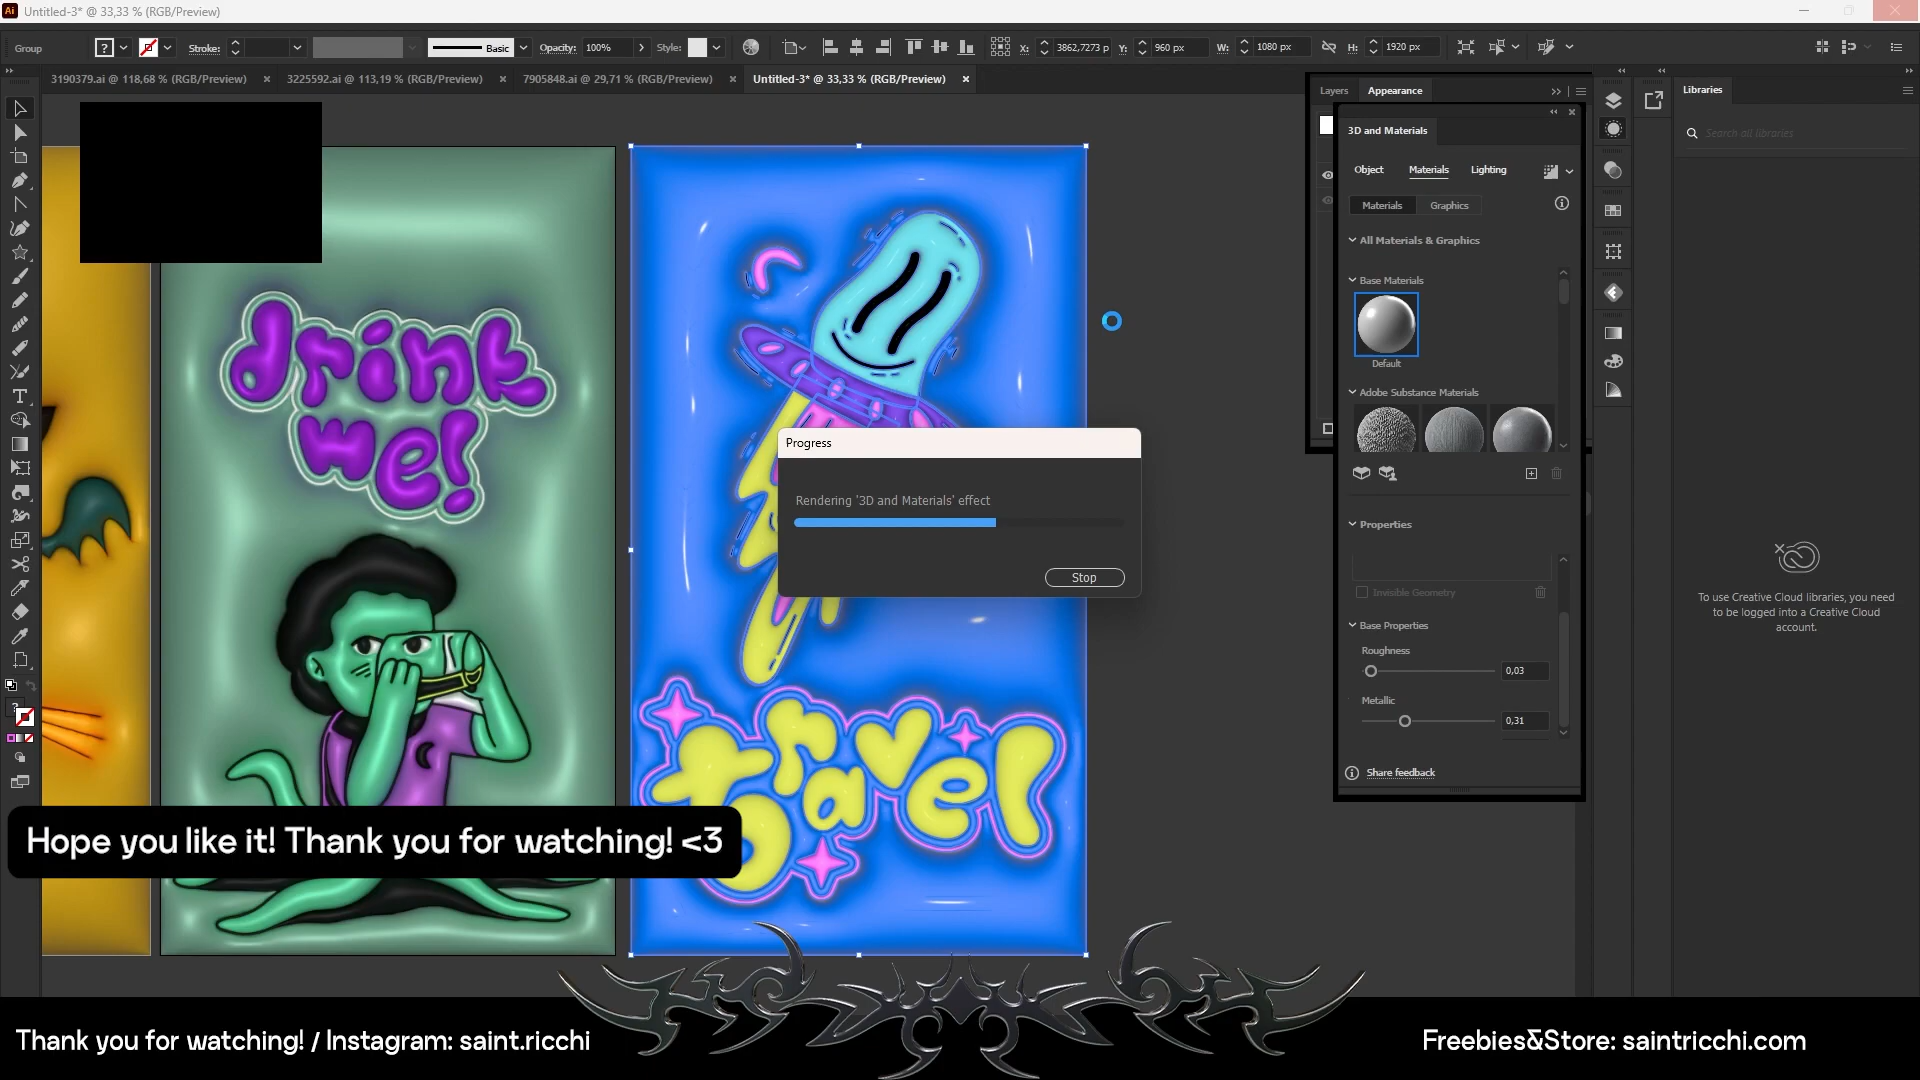 Ai Untitled-3* @ 33,33 % (RGB/Preview)
Group ? Stroke: Basic Opacity: 100% Style: X: 3862,7273 p Y: 960 px W: 1080 px H: 1920 px
3190379.ai @ 118,68 % (RGB/Preview) 3225592.ai @ 113,19 % (RGB/Preview) 7905848.ai @ 29,71 % (RGB/Preview) Untitled-3* @ 33,33 % (RGB/Preview)
Layers Appearance
Libraries
3D and Materials
Search all libraries
Object Materials Lighting
Materials Graphics
All Materials & Graphics
Base Materials
Default
Adobe Substance Materials
Properties
Invisible Geometry
Base Properties
Roughness
0,03
Metallic
0,31
Share feedback
To use Creative Cloud libraries, you need
to be logged into a Creative Cloud
account.
drink
we!
Progress
Rendering '3D and Materials' effect
Stop
travel
Hope you like it! Thank you for watching! <3
Thank you for watching! / Instagram: saint.ricchi
Freebies&Store: saintricchi.com